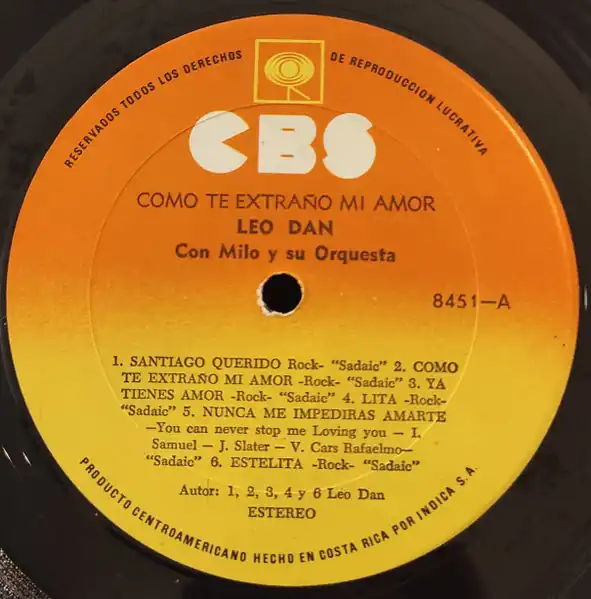 RESERVADOS TODOS LOS DERECHOS DE REPRODUCCION LUCRATIVA
CBS
COMO TE EXTRAÑO MI AMOR
LEO DAN
Con Milo y su Orquesta
8451-A
1. SANTIAGO QUERIDO Rock- "Sadaic" 2. COMO
TE EXTRAÑO MI AMOR -Rock- "Sadaic" 3. YA
TIENES AMOR -Rock- "Sadaic" 4. LITA -Rock-
"Sadaic" 5. NUNCA ME IMPEDIRAS AMARTE
—You can never stop me Loving you — I.
Samuel — J. Slater — V. Cars Rafaelmo—
"Sadaic" 6. ESTELITA -Rock- "Sadaic"
Autor: 1, 2, 3, 4 y 6 Leo Dan
ESTEREO
PRODUCTO CENTROAMERICANO HECHO EN COSTA RICA POR INDICA S.A.